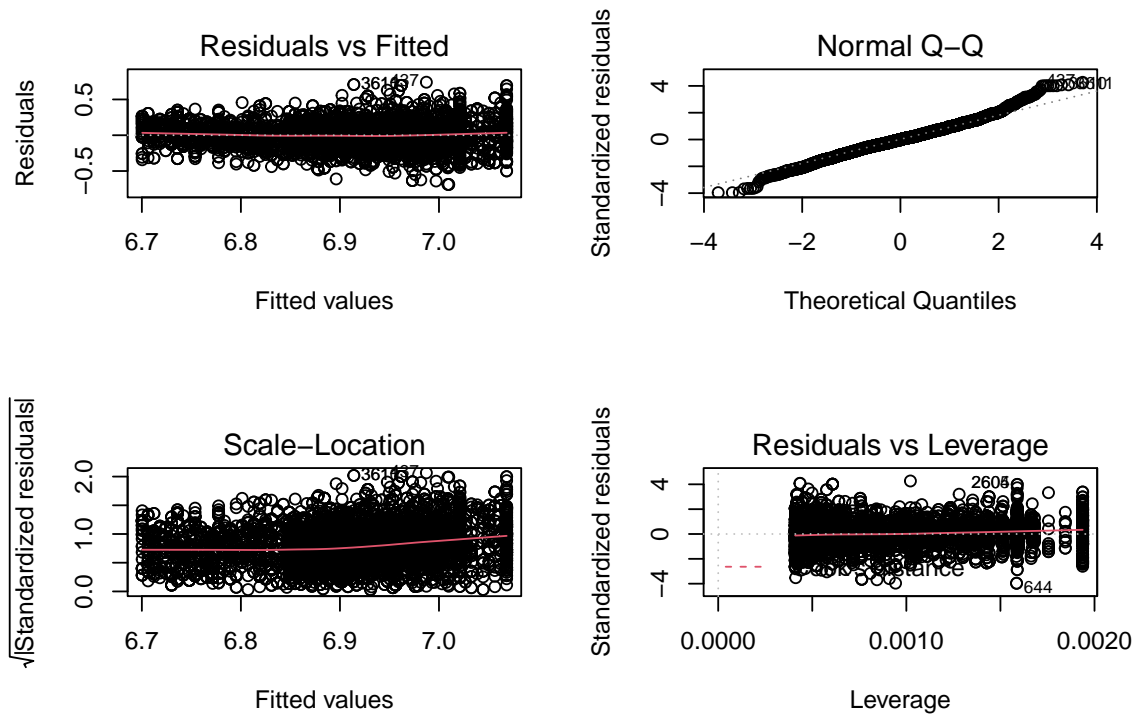 Residuals vs Fitted
Residuals
0.5
−0.5
6.7 6.8 6.9 7.0
Fitted values
Normal Q−Q
Standardized residuals
4
0
−4
−4 −2 0 2 4
Theoretical Quantiles
Scale−Location
√|Standardized residuals|
2.0
1.0
0.0
6.7 6.8 6.9 7.0
Fitted values
Residuals vs Leverage
Standardized residuals
4
0
−4
644
0.0000 0.0010 0.0020
Leverage